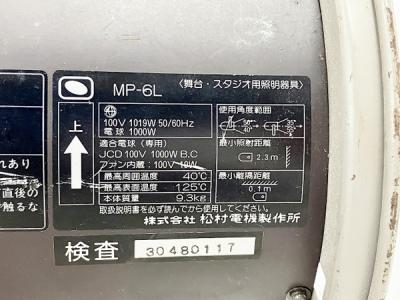 MP-6L
〈舞台・スタジオ用照明器具〉
上
100V 1019W 50/60Hz
電球 1000W
適合電球(専用)
JCD 100V 1000W B.C
ファン内蔵:100V 19W
最高周囲温度 40℃
最高表面温度 125℃
本体質量 9.3kg
使用角度範囲
最小照射距離
2.3m
最小離隔距離
0.1m
取扱説明書を必ず読んでから使用してください。
株式会社 松村電機製作所
れあり
直後の
で触るな
検査 30480117